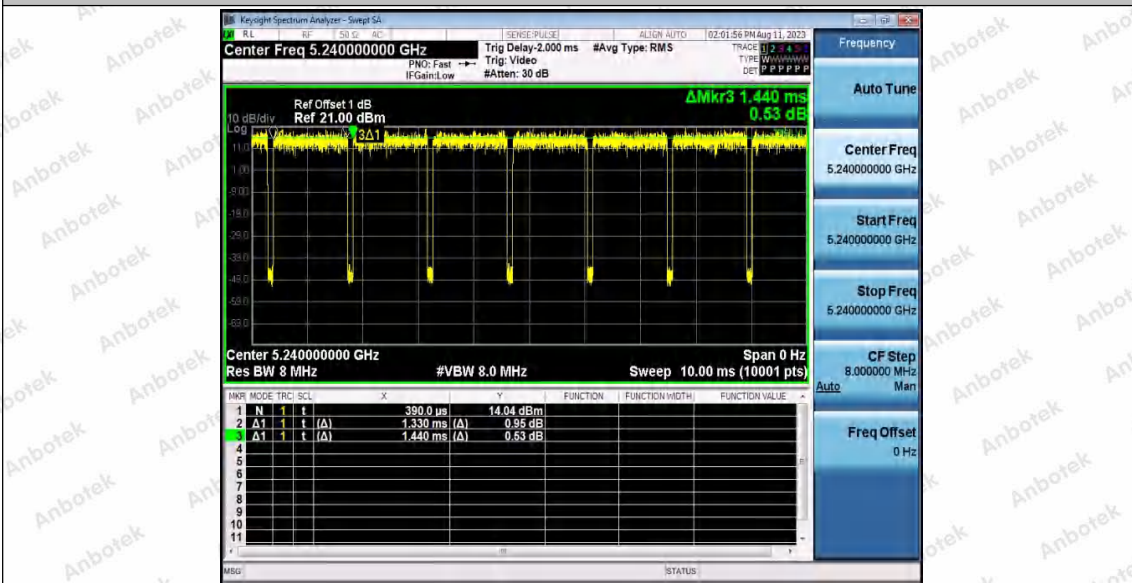 Keysight Spectrum Analyzer - Swept SA
RL RF 50 Ω AC SENSE:PULSE ALIGN AUTO 02:01:56 PM Aug 11, 2023
Center Freq 5.240000000 GHz
PNO: Fast
IFGain:Low
Trig Delay-2.000 ms
Trig: Video
#Atten: 30 dB
#Avg Type: RMS
TRACE 1 2 3 4 5 6
TYPE WWWWWW
DET P P P P P P
ΔMkr3 1.440 ms
0.53 dB
Ref Offset 1 dB
10 dB/div Ref 21.00 dBm
Log
3Δ1
11.0
1.00
-9.00
-19.0
-29.0
-39.0
-49.0
-59.0
-69.0
Center 5.240000000 GHz Span 0 Hz
Res BW 8 MHz #VBW 8.0 MHz Sweep 10.00 ms (10001 pts)
MKR MODE TRC SCL X Y FUNCTION FUNCTION WIDTH FUNCTION VALUE
1 N 1 t 390.0 µs 14.04 dBm
2 Δ1 1 t (Δ) 1.330 ms (Δ) 0.95 dB
3 Δ1 1 t (Δ) 1.440 ms (Δ) 0.53 dB
4
5
6
7
8
9
10
11
MSG STATUS
Frequency
Auto Tune
Center Freq
5.240000000 GHz
Start Freq
5.240000000 GHz
Stop Freq
5.240000000 GHz
CF Step
8.000000 MHz
Auto Man
Freq Offset
0 Hz
Anbotek